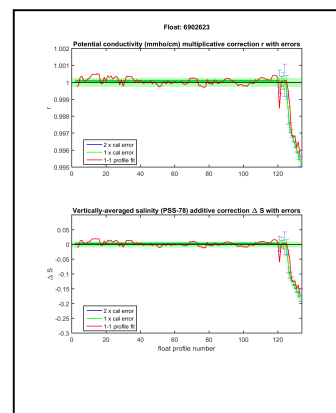 Float: 6902623
Potential conductivity (mmho/cm) multiplicative correction r with errors
1.002
1.001
1
0.999
0.998
0.997
0.996
0.995
r
2 x cal error
1 x cal error
1-1 profile fit
0 20 40 60 80 100 120
Vertically-averaged salinity (PSS-78) additive correction Δ S with errors
0.05
0
-0.05
-0.1
-0.15
-0.2
-0.25
-0.3
Δ S
2 x cal error
1 x cal error
1-1 profile fit
0 20 40 60 80 100 120
float profile number